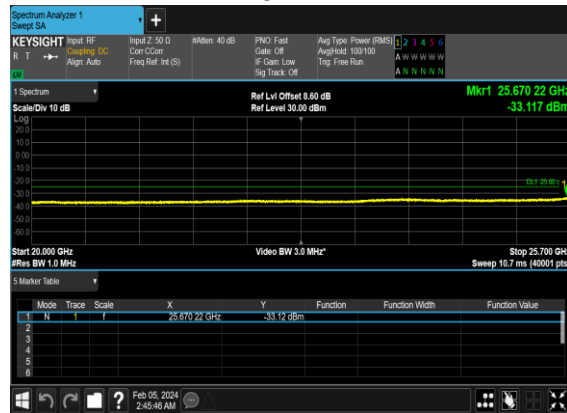 Spectrum Analyzer 1
Swept SA
+
KEYSIGHT Input: RF Input Z: 50 Ω #Atten: 40 dB PNO: Fast Avg Type: Power (RMS) 1 2 3 4 5 6
R T Coupling: DC Corr CCorr Gate: Off Avg|Hold: 100/100 A W W W W W
Align: Auto Freq Ref: Int (S) IF Gain: Low Trig: Free Run
LW Sig Track: Off A N N N N N
1 Spectrum Ref Lvl Offset 8.60 dB Mkr1 25.670 22 GHz
Scale/Div 10 dB Ref Level 30.00 dBm -33.117 dBm
Log
20.0
10.0
0.00
-10.0
-20.0
DL1 -25.00
1
-30.0
-40.0
-50.0
-60.0
Start 20.000 GHz Video BW 3.0 MHz* Stop 25.700 GHz
#Res BW 1.0 MHz Sweep 10.7 ms (40001 pts
5 Marker Table
Mode Trace Scale X Y Function Function Width Function Value
1 N 1 f 25.670 22 GHz -33.12 dBm
2
3
4
5
6
? Feb 05, 2024
2:45:46 AM